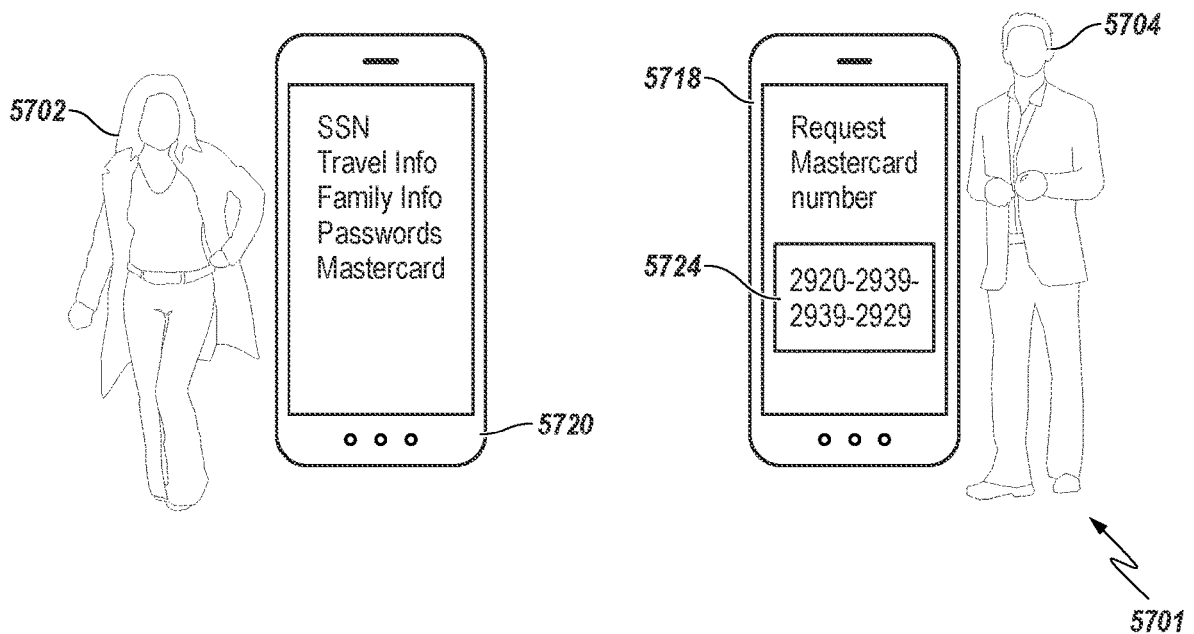 5702
SSN
Travel Info
Family Info
Passwords
Mastercard
5720
5718
Request
Mastercard
number
5724
2920-2939-
2939-2929
5704
5701